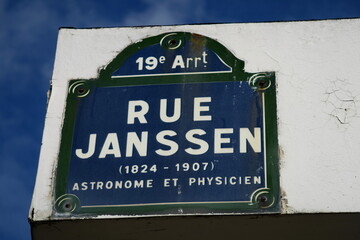 19e Arrt
RUE
JANSSEN
(1824-1907)
ASTRONOME ET PHYSICIEN